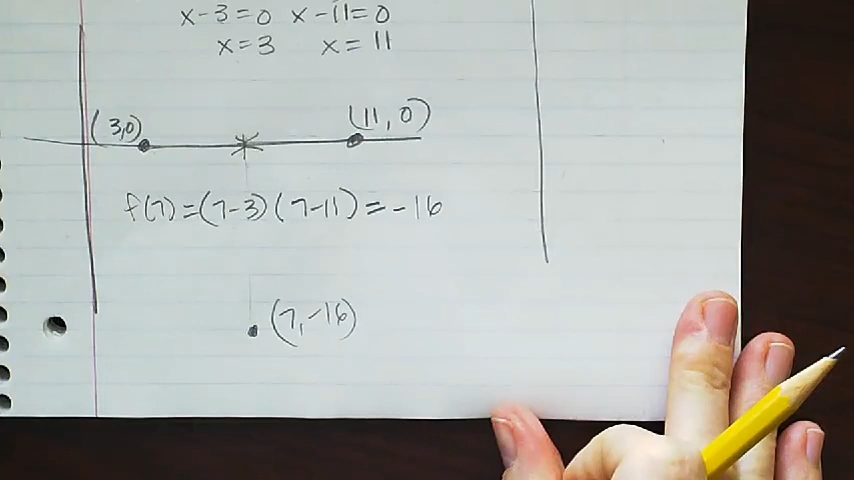 x-3=0 x-11=0
x=3 x=11
(3,0) (11,0)
f(7)=(7-3)(7-11)=-16
(7,-16)